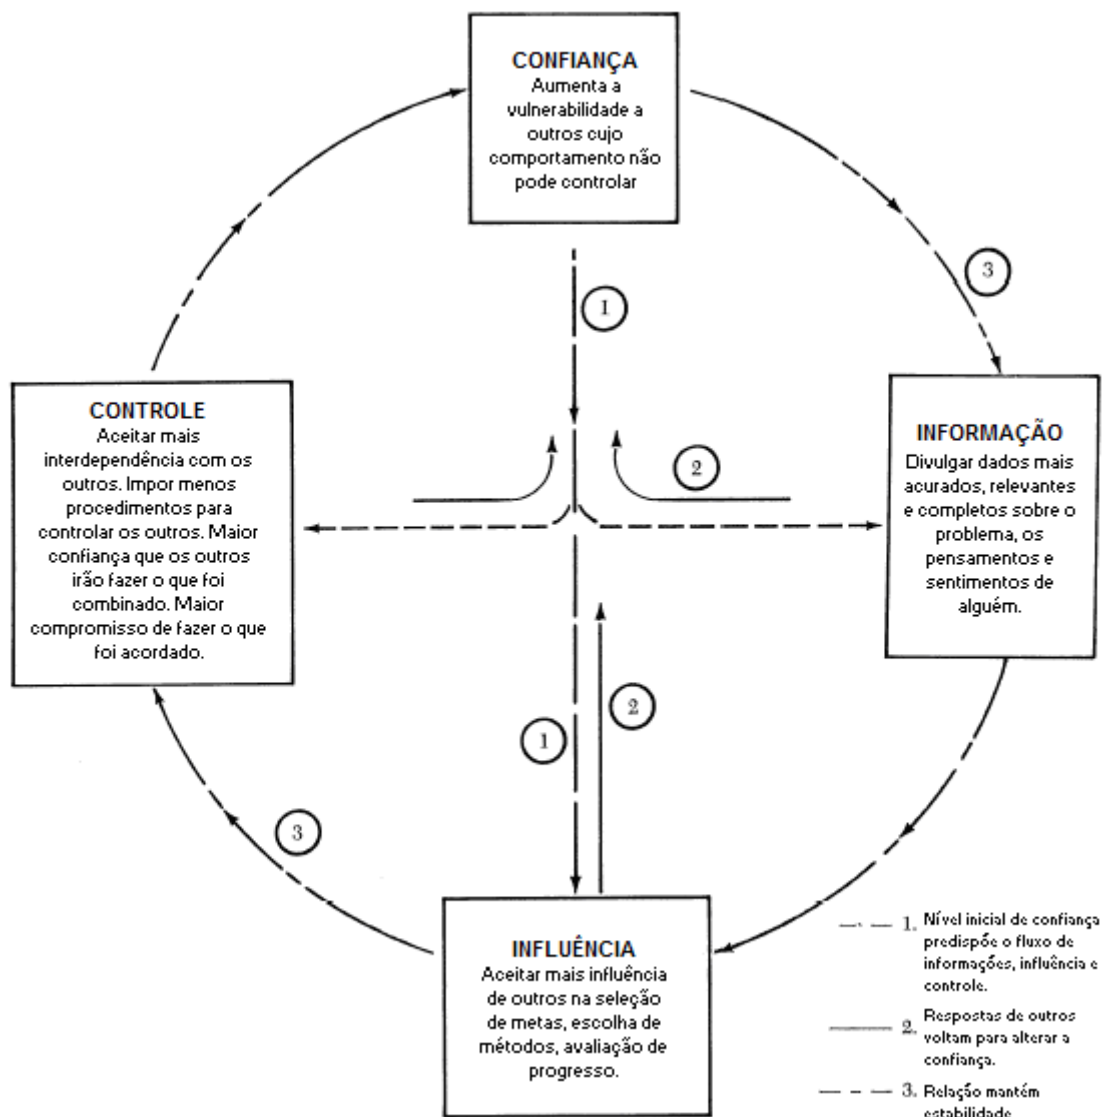 CONFIANÇA
Aumenta a
vulnerabilidade a
outros cujo
comportamento não
pode controlar
3
1
CONTROLE
Aceitar mais
interdependência com os
outros. Impor menos
procedimentos para
controlar os outros. Maior
confiança que os outros
irão fazer o que foi
combinado. Maior
compromisso de fazer o que
foi acordado.
2
INFORMAÇÃO
Divulgar dados mais
acurados, relevantes
e completos sobre o
problema, os
pensamentos e
sentimentos de
alguém.
2
1
3
INFLUÊNCIA
Aceitar mais influência
de outros na seleção
de metas, escolha de
métodos, avaliação de
progresso.
1. Nível inicial de confiança
predispõe o fluxo de
informações, influência e
controle.
2. Respostas de outros
voltam para alterar a
confiança.
3. Relação mantém
estabilidade